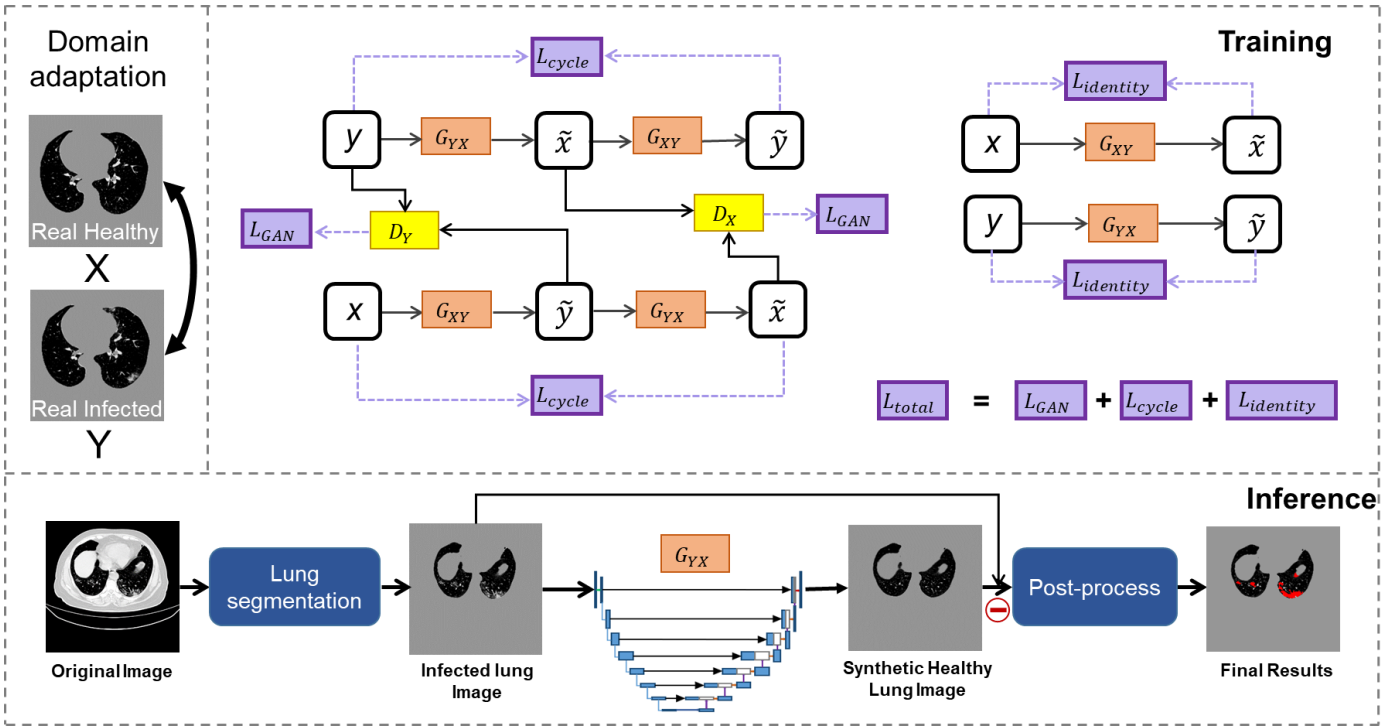 Domain
adaptation
Real Healthy
X
Real Infected
Y
Training
L_cycle
y
G_YX
x̃
G_XY
ỹ
L_GAN
D_Y
D_X
L_GAN
x
G_XY
ỹ
G_YX
x̃
L_cycle
L_identity
x
G_XY
x̃
y
G_YX
ỹ
L_identity
L_total = L_GAN + L_cycle + L_identity
Inference
Original Image
Lung
segmentation
Infected lung
Image
G_YX
Synthetic Healthy
Lung Image
Post-process
Final Results